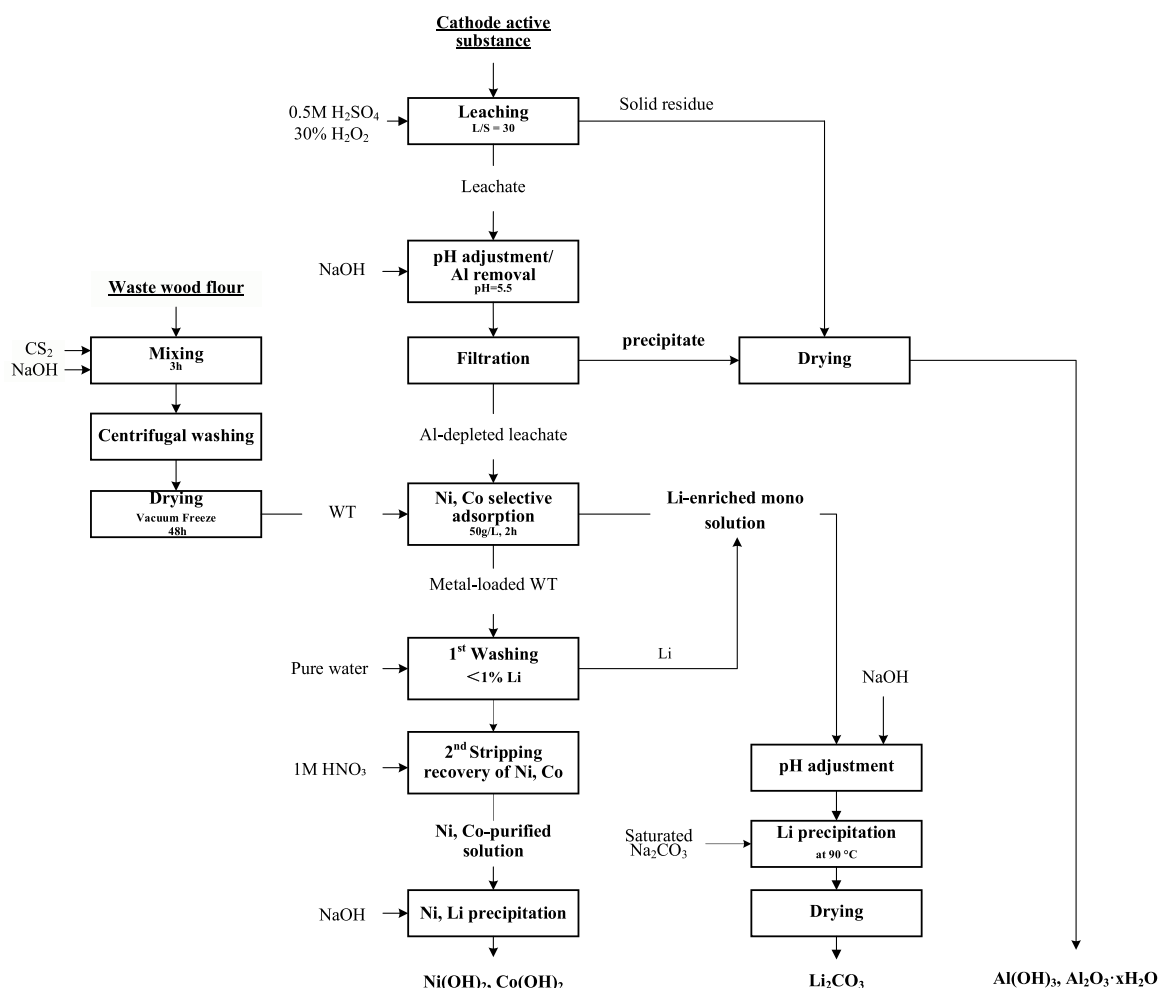 Cathode active
substance
0.5M H₂SO₄
30% H₂O₂
Leaching
L/S = 30
Solid residue
Leachate
NaOH
pH adjustment/
Al removal
pH=5.5
Waste wood flour
CS₂
NaOH
Mixing
3h
Filtration
precipitate
Drying
Centrifugal washing
Al-depleted leachate
Drying
Vacuum Freeze
48h
WT
Ni, Co selective
adsorption
50g/L, 2h
Li-enriched mono
solution
Metal-loaded WT
Pure water
1st Washing
<1% Li
Li
NaOH
1M HNO₃
2nd Stripping
recovery of Ni, Co
pH adjustment
Ni, Co-purified
solution
Saturated
Na₂CO₃
Li precipitation
at 90 °C
NaOH
Ni, Li precipitation
Drying
Ni(OH)₂, Co(OH)₂
Li₂CO₃
Al(OH)₃, Al₂O₃·xH₂O